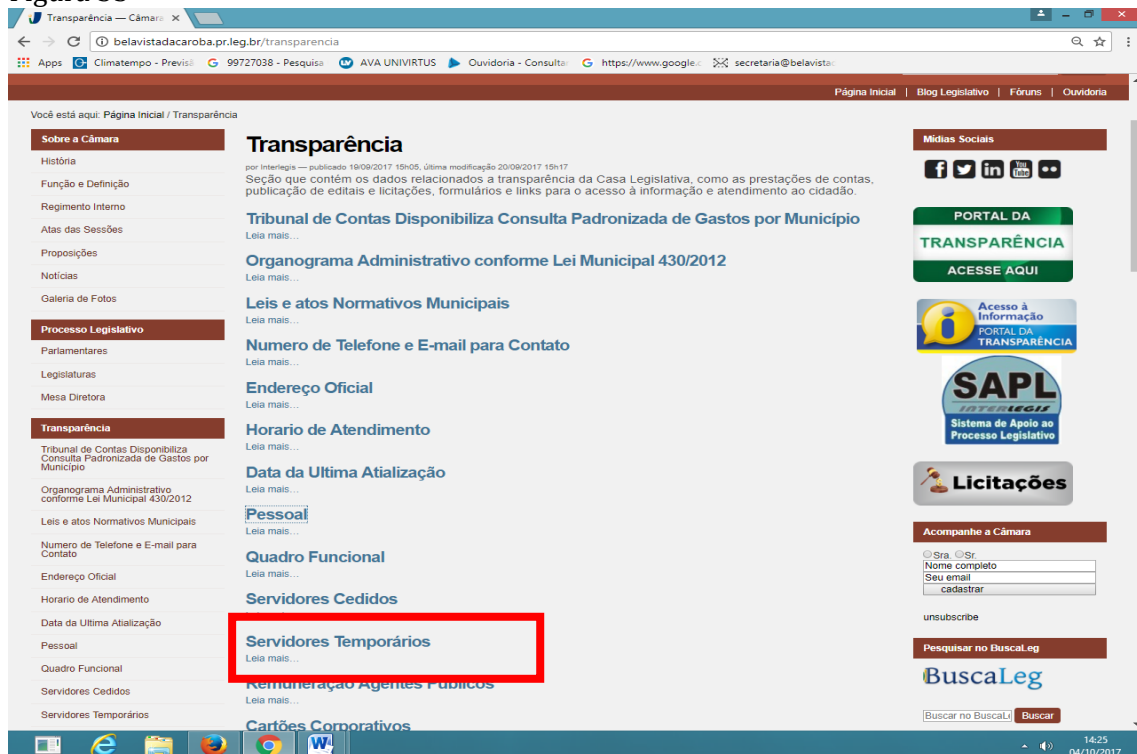 Transparência — Câmara
belavistadacaroba.pr.leg.br/transparencia
Apps Climatempo - Previsã 99727038 - Pesquisa AVA UNIVIRTUS Ouvidoria - Consulta https://www.google.c secretaria@belavista
Página Inicial | Blog Legislativo | Fóruns | Ouvidoria
Você está aqui: Página Inicial / Transparência
Sobre a Câmara
História
Função e Definição
Regimento Interno
Atas das Sessões
Proposições
Notícias
Galeria de Fotos
Processo Legislativo
Parlamentares
Legislaturas
Mesa Diretora
Transparência
Tribunal de Contas Disponibiliza
Consulta Padronizada de Gastos por
Município
Organograma Administrativo
conforme Lei Municipal 430/2012
Leis e atos Normativos Municipais
Numero de Telefone e E-mail para
Contato
Endereço Oficial
Horario de Atendimento
Data da Ultima Atialização
Pessoal
Quadro Funcional
Servidores Cedidos
Servidores Temporários
Transparência
por Interlegis — publicado 19/09/2017 15h05, última modificação 20/09/2017 15h17
Seção que contém os dados relacionados a transparência da Casa Legislativa, como as prestações de contas,
publicação de editais e licitações, formulários e links para o acesso à informação e atendimento ao cidadão.
Tribunal de Contas Disponibiliza Consulta Padronizada de Gastos por Município
Leia mais…
Organograma Administrativo conforme Lei Municipal 430/2012
Leia mais…
Leis e atos Normativos Municipais
Leia mais…
Numero de Telefone e E-mail para Contato
Leia mais…
Endereço Oficial
Leia mais…
Horario de Atendimento
Leia mais…
Data da Ultima Atialização
Leia mais…
Pessoal
Leia mais…
Quadro Funcional
Leia mais…
Servidores Cedidos
Servidores Temporários
Leia mais…
Remuneração Agentes Públicos
Leia mais…
Cartões Corporativos
Mídias Sociais
f in You Tube
PORTAL DA
TRANSPARÊNCIA
ACESSE AQUI
Acesso à
Informação
PORTAL DA
TRANSPARÊNCIA
SAPL
INTERLEGIS
Sistema de Apoio ao
Processo Legislativo
Licitações
Acompanhe a Câmara
Sra. Sr.
Nome completo
Seu email
cadastrar
unsubscribe
Pesquisar no BuscaLeg
BuscaLeg
Buscar no BuscaL Buscar
14:25
04/10/2017